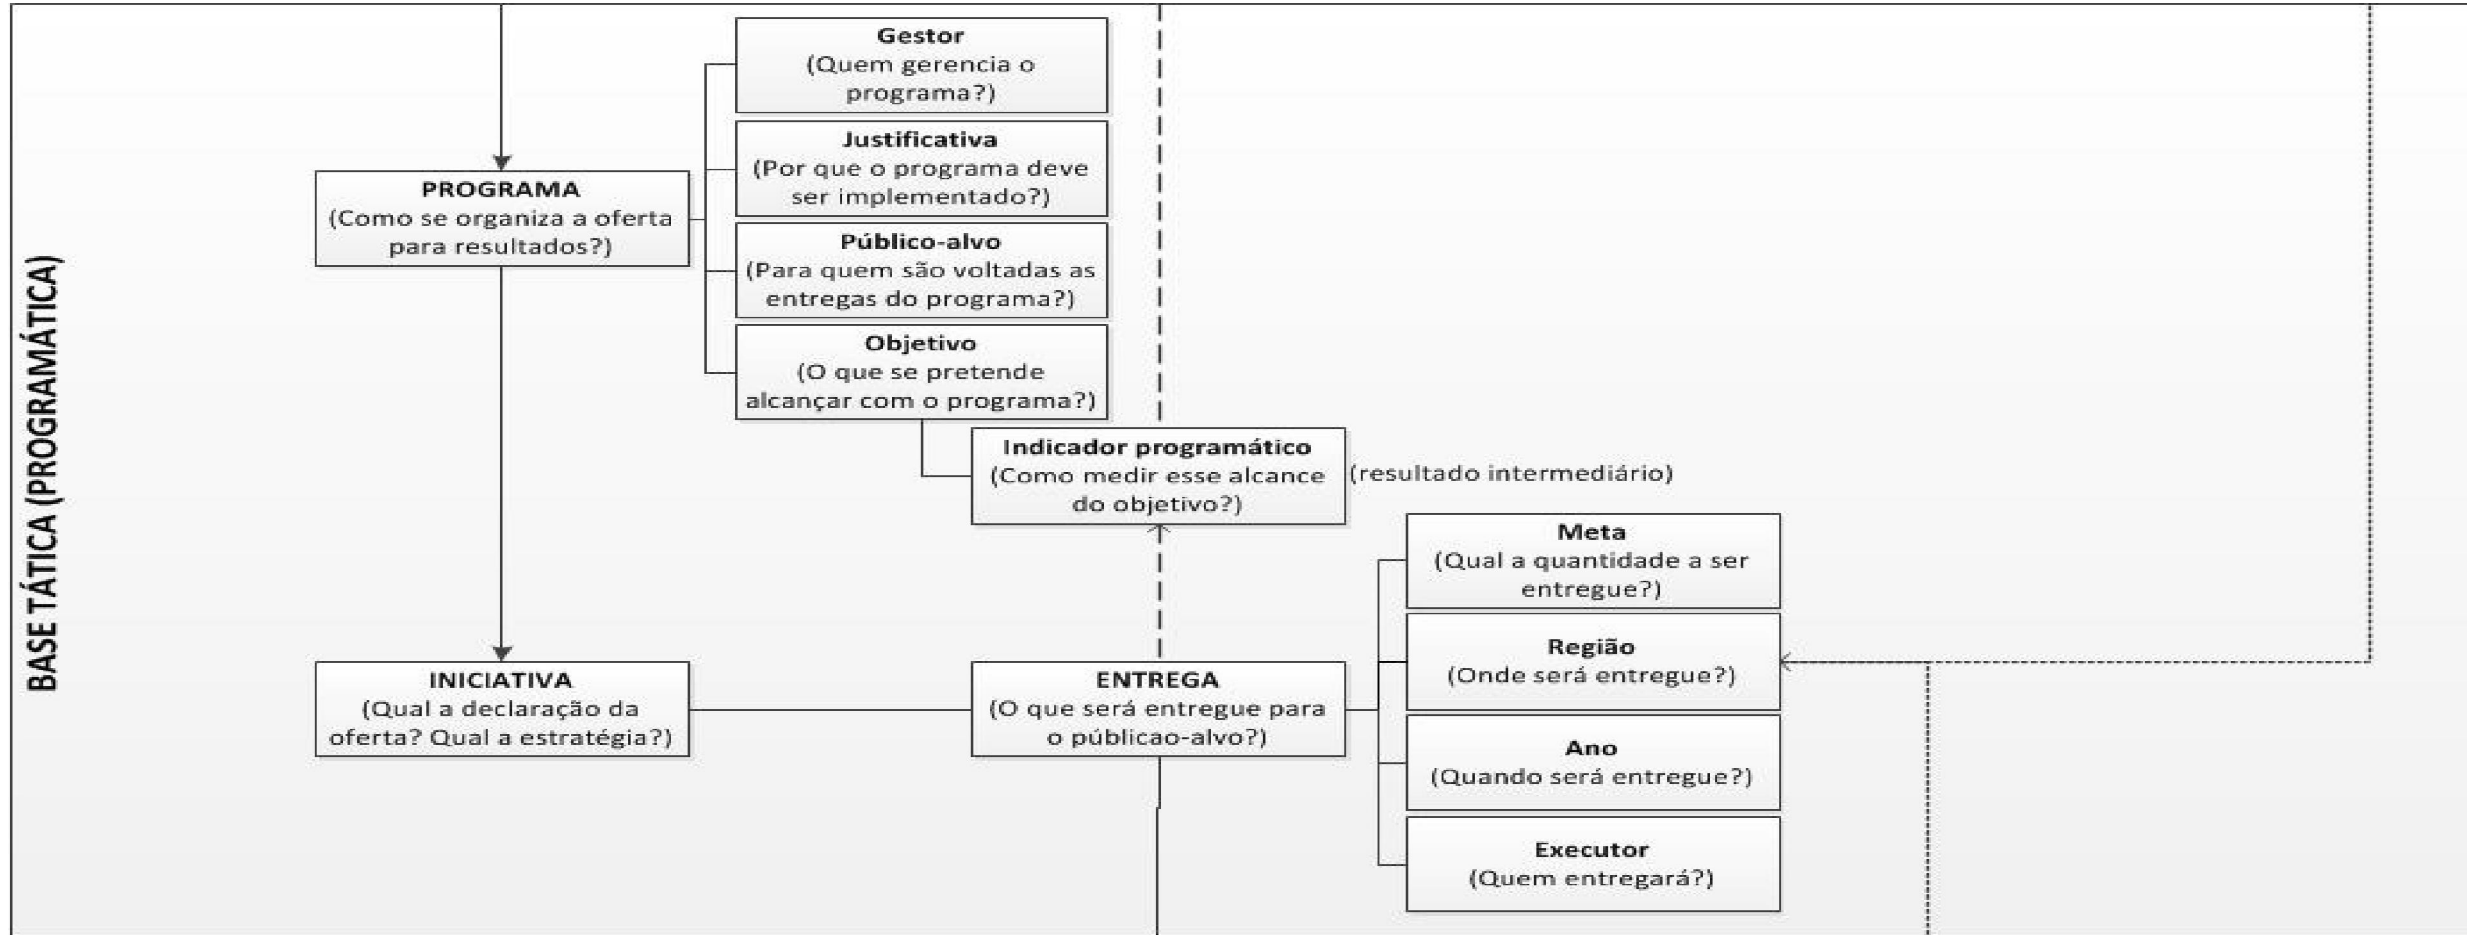 BASE TÁTICA (PROGRAMÁTICA)
Gestor
(Quem gerencia o
programa?)
Justificativa
(Por que o programa deve
ser implementado?)
PROGRAMA
(Como se organiza a oferta
para resultados?)
Público-alvo
(Para quem são voltadas as
entregas do programa?)
Objetivo
(O que se pretende
alcançar com o programa?)
Indicador programático
(Como medir esse alcance
do objetivo?)
(resultado intermediário)
Meta
(Qual a quantidade a ser
entregue?)
Região
(Onde será entregue?)
INICIATIVA
(Qual a declaração da
oferta? Qual a estratégia?)
ENTREGA
(O que será entregue para
o públicao-alvo?)
Ano
(Quando será entregue?)
Executor
(Quem entregará?)